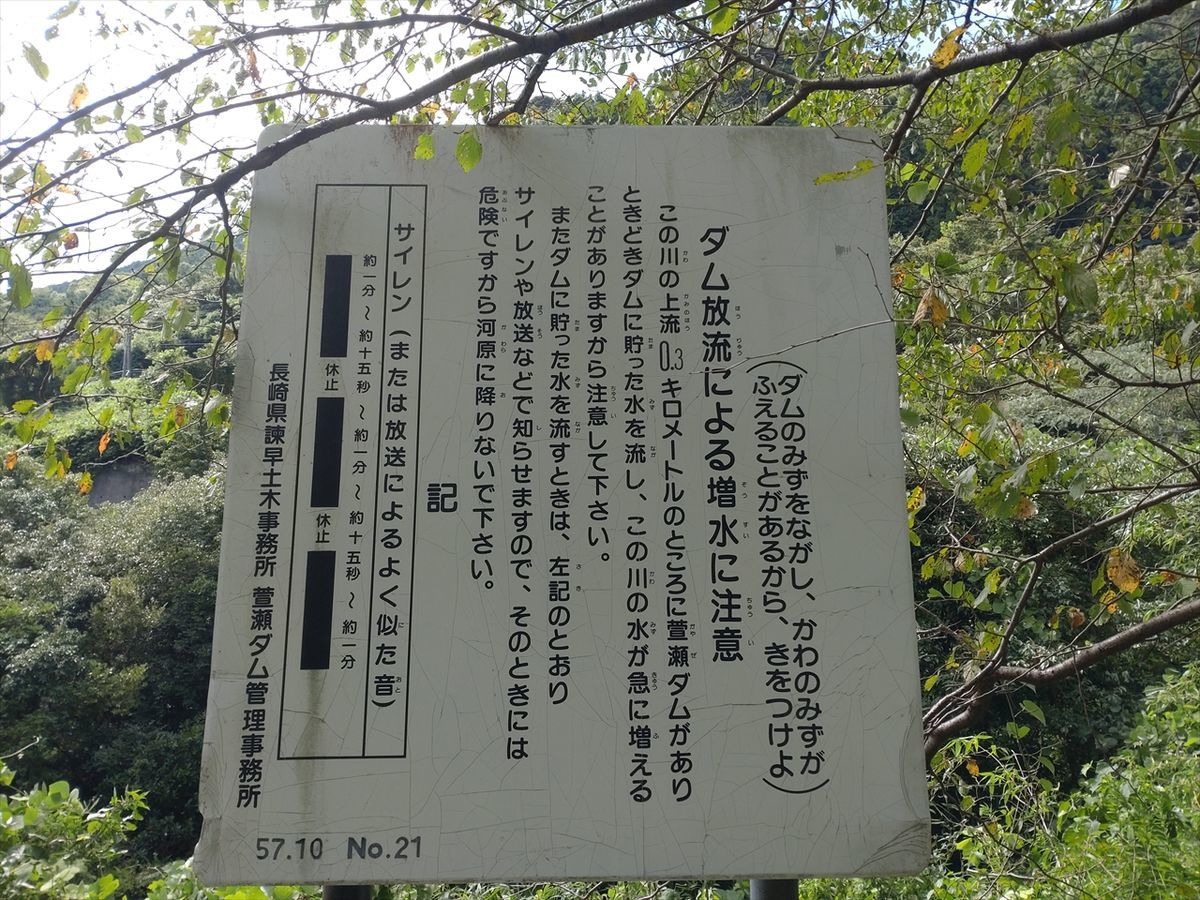 (ダムのみずをながし、かわのみずが
ふえることがあるから、きをつけよ)
ダム放流による増水に注意
この川の上流0.3キロメートルのところに萱瀬ダムがあり
ときどきダムに貯った水を流し、この川の水が急に増える
ことがありますから注意して下さい。
またダムに貯った水を流すときは、左記のとおり
サイレンや放送などで知らせますので、そのときには
危険ですから河原に降りないで下さい。
記
サイレン(または放送によるよく似た音)
約一分〜約十五秒〜約一分〜約十五秒〜約一分
休止
休止
長崎県諫早土木事務所 萱瀬ダム管理事務所
57.10 No.21